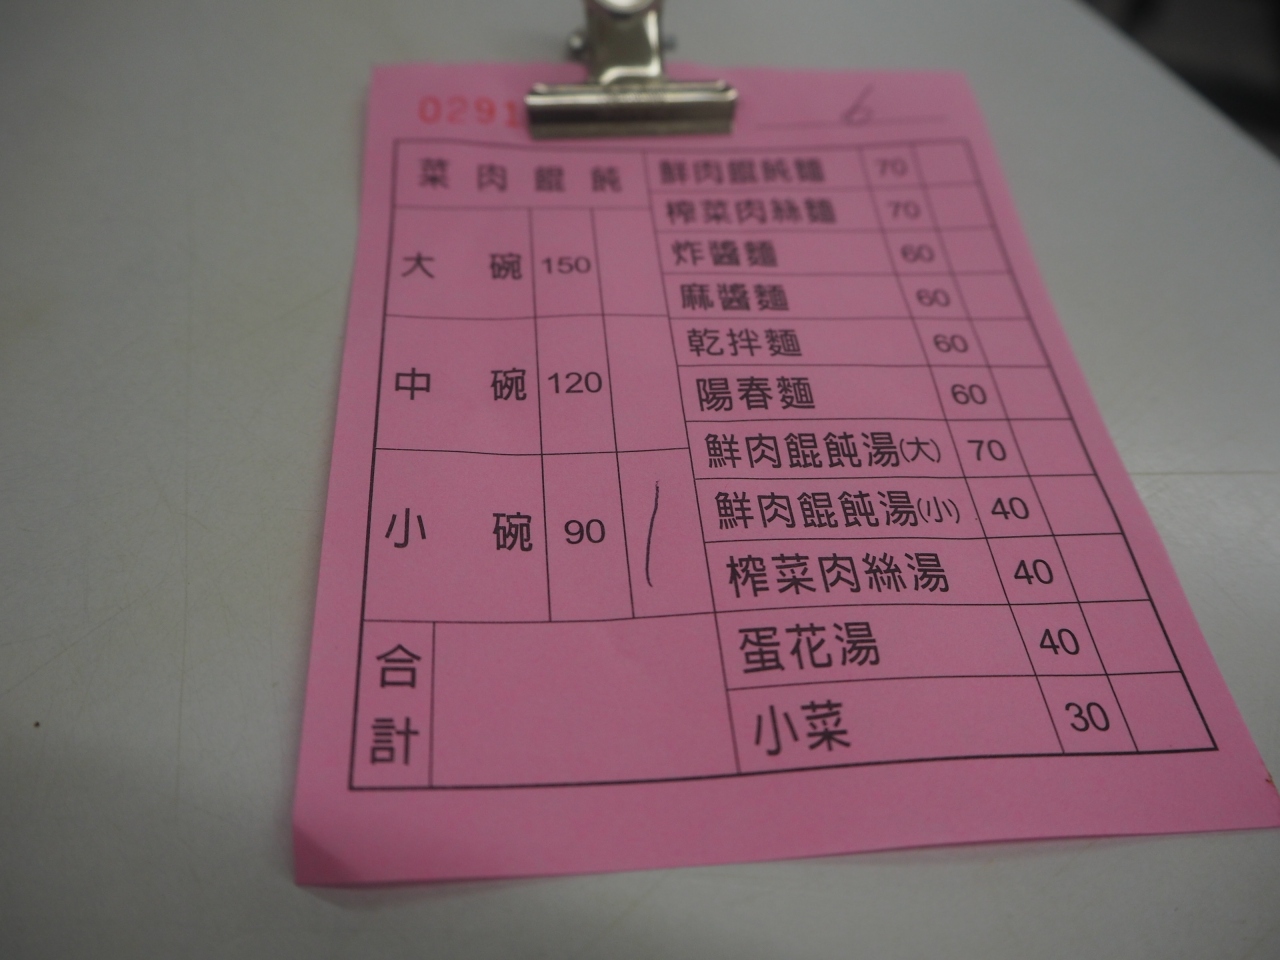 0291
6
菜肉餛飩
大碗 150
中碗 120
小碗 90 /
合計
鮮肉餛飩麵 70
榨菜肉絲麵 70
炸醬麵 60
麻醬麵 60
乾拌麵 60
陽春麵 60
鮮肉餛飩湯(大) 70
鮮肉餛飩湯(小) 40
榨菜肉絲湯 40
蛋花湯 40
小菜 30